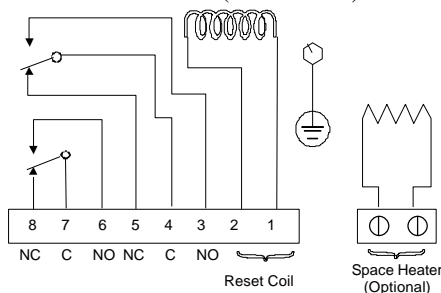 8 7 6 5 4 3 2 1
NC C NO NC C NO
Reset Coil
Space Heater
(Optional)